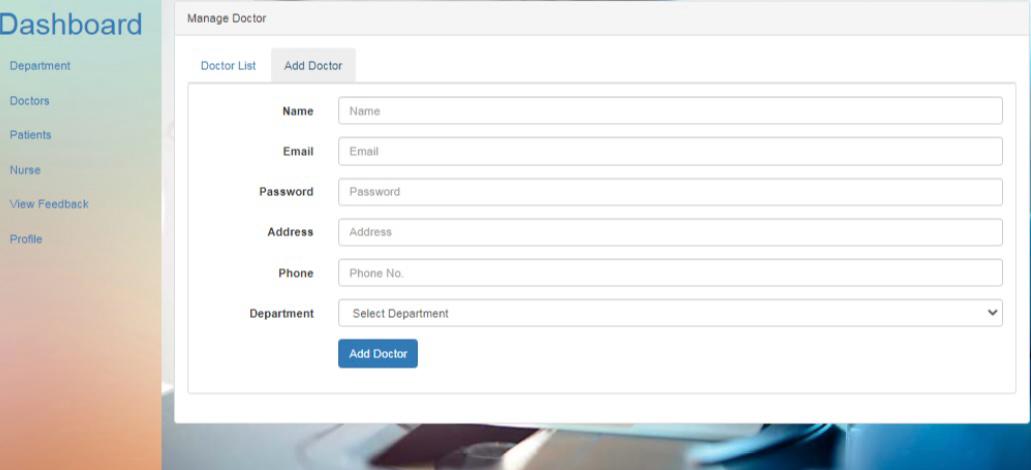 Dashboard
Department
Doctors
Patients
Nurse
View Feedback
Profile
Manage Doctor
Doctor List
Add Doctor
Name
Name
Email
Email
Password
Password
Address
Address
Phone
Phone No.
Department
Select Department
Add Doctor